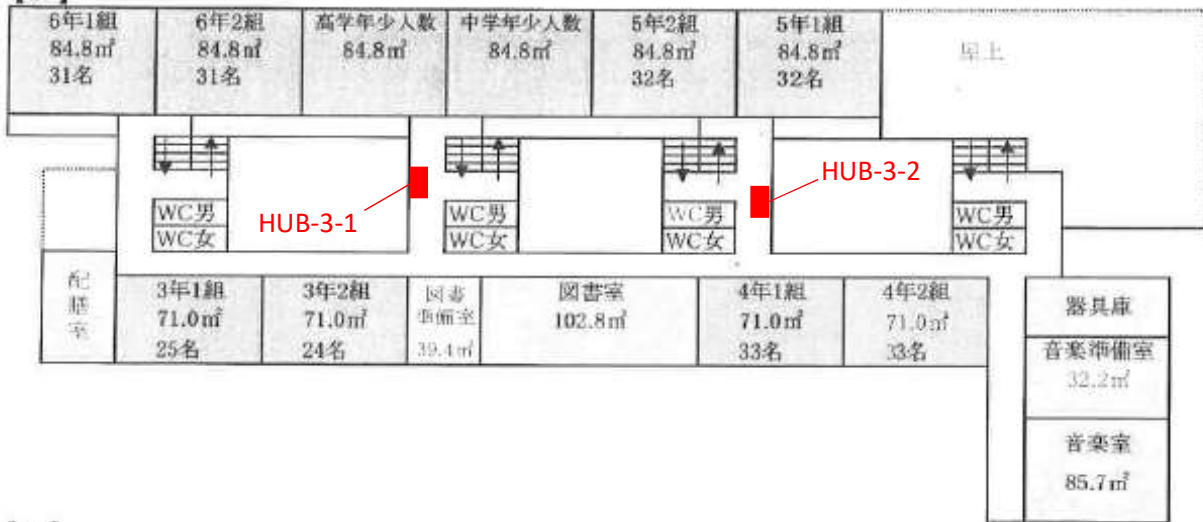 6年1組
84.8㎡
31名
6年2組
84.8㎡
31名
高学年少人数
84.8㎡
中学年少人数
84.8㎡
5年2組
84.8㎡
32名
5年1組
84.8㎡
32名
屋上
HUB-3-1
HUB-3-2
WC男
WC女
WC男
WC女
WC男
WC女
WC男
WC女
配膳室
3年1組
71.0㎡
25名
3年2組
71.0㎡
24名
図書
準備室
39.4㎡
図書室
102.8㎡
4年1組
71.0㎡
33名
4年2組
71.0㎡
33名
器具庫
音楽準備室
32.2㎡
音楽室
85.7㎡